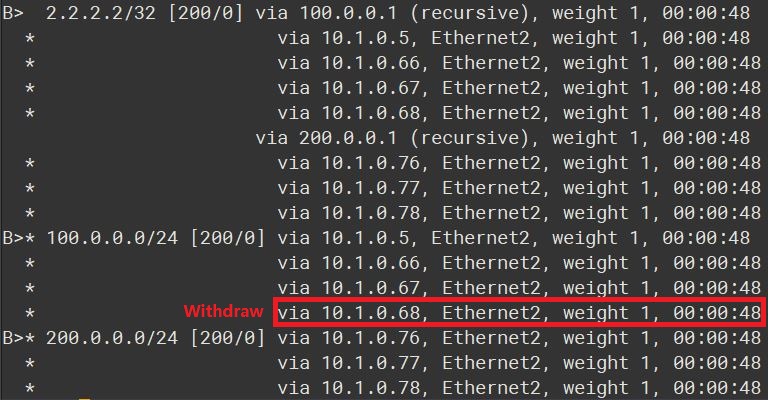 B>  2.2.2.2/32 [200/0] via 100.0.0.1 (recursive), weight 1, 00:00:48
  *                      via 10.1.0.5, Ethernet2, weight 1, 00:00:48
  *                      via 10.1.0.66, Ethernet2, weight 1, 00:00:48
  *                      via 10.1.0.67, Ethernet2, weight 1, 00:00:48
  *                      via 10.1.0.68, Ethernet2, weight 1, 00:00:48
                       via 200.0.0.1 (recursive), weight 1, 00:00:48
  *                      via 10.1.0.76, Ethernet2, weight 1, 00:00:48
  *                      via 10.1.0.77, Ethernet2, weight 1, 00:00:48
  *                      via 10.1.0.78, Ethernet2, weight 1, 00:00:48
B>* 100.0.0.0/24 [200/0] via 10.1.0.5, Ethernet2, weight 1, 00:00:48
  *                      via 10.1.0.66, Ethernet2, weight 1, 00:00:48
  *                      via 10.1.0.67, Ethernet2, weight 1, 00:00:48
  *             Withdraw via 10.1.0.68, Ethernet2, weight 1, 00:00:48
B>* 200.0.0.0/24 [200/0] via 10.1.0.76, Ethernet2, weight 1, 00:00:48
  *                      via 10.1.0.77, Ethernet2, weight 1, 00:00:48
  *                      via 10.1.0.78, Ethernet2, weight 1, 00:00:48